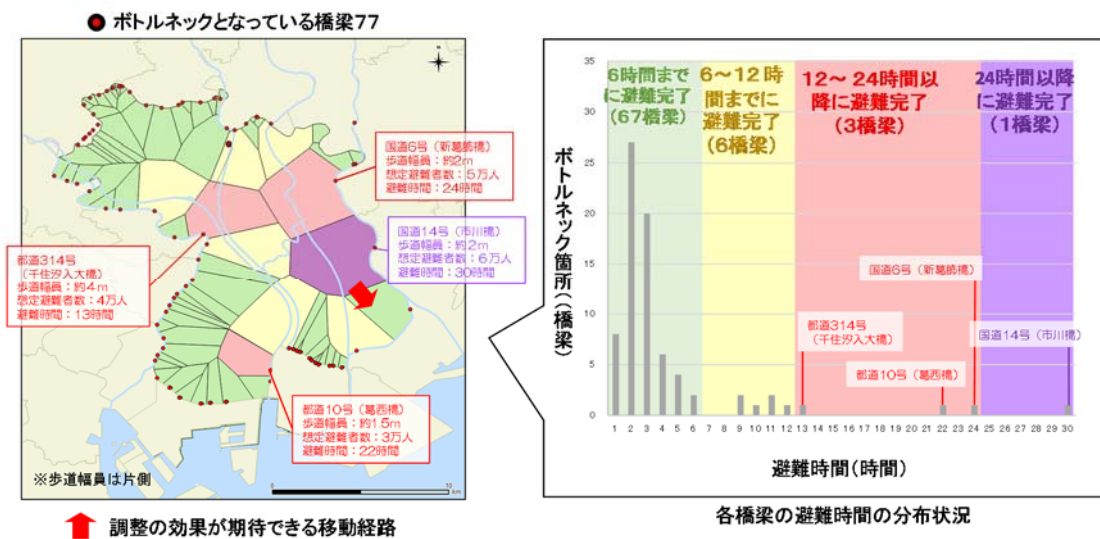 ボトルネックとなっている橋梁77
国道6号（新葛飾橋）
歩道幅員：約2m
想定避難者数：5万人
避難時間：24時間
国道14号（市川橋）
歩道幅員：約2m
想定避難者数：6万人
避難時間：30時間
都道314号
（千住汐入大橋）
歩道幅員：約4m
想定避難者数：4万人
避難時間：13時間
都道10号（葛西橋）
歩道幅員：約1.5m
想定避難者数：3万人
避難時間：22時間
※歩道幅員は片側
0 10
km
調整の効果が期待できる移動経路
6時間まで
に避難完了
(67橋梁)
6～12時
間までに
避難完了
(6橋梁)
12～24時間以
降に避難完了
(3橋梁)
24時間以降
に避難完了
(1橋梁)
ボトルネック箇所((橋梁)
35
30
25
20
15
10
5
0
国道6号（新葛飾橋）
都道314号
（千住汐入大橋）
国道14号（市川橋）
都道10号（葛西橋）
1 2 3 4 5 6 7 8 9 10 11 12 13 14 15 16 17 18 19 20 21 22 23 24 25 26 27 28 29 30
避難時間(時間)
各橋梁の避難時間の分布状況